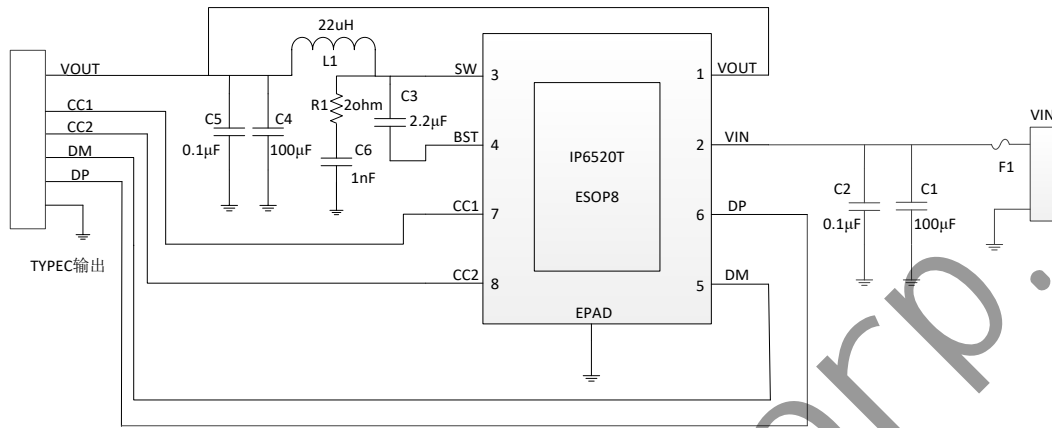 22uH
L1
VOUT
CC1
CC2
DM
DP
TYPEC输出
C5
0.1μF
C4
100μF
R1
2ohm
C6
1nF
C3
2.2μF
SW
3
BST
4
CC1
7
CC2
8
IP6520T
ESOP8
EPAD
1
VOUT
2
VIN
6
DP
5
DM
C2
0.1μF
C1
100μF
F1
VIN
rp.